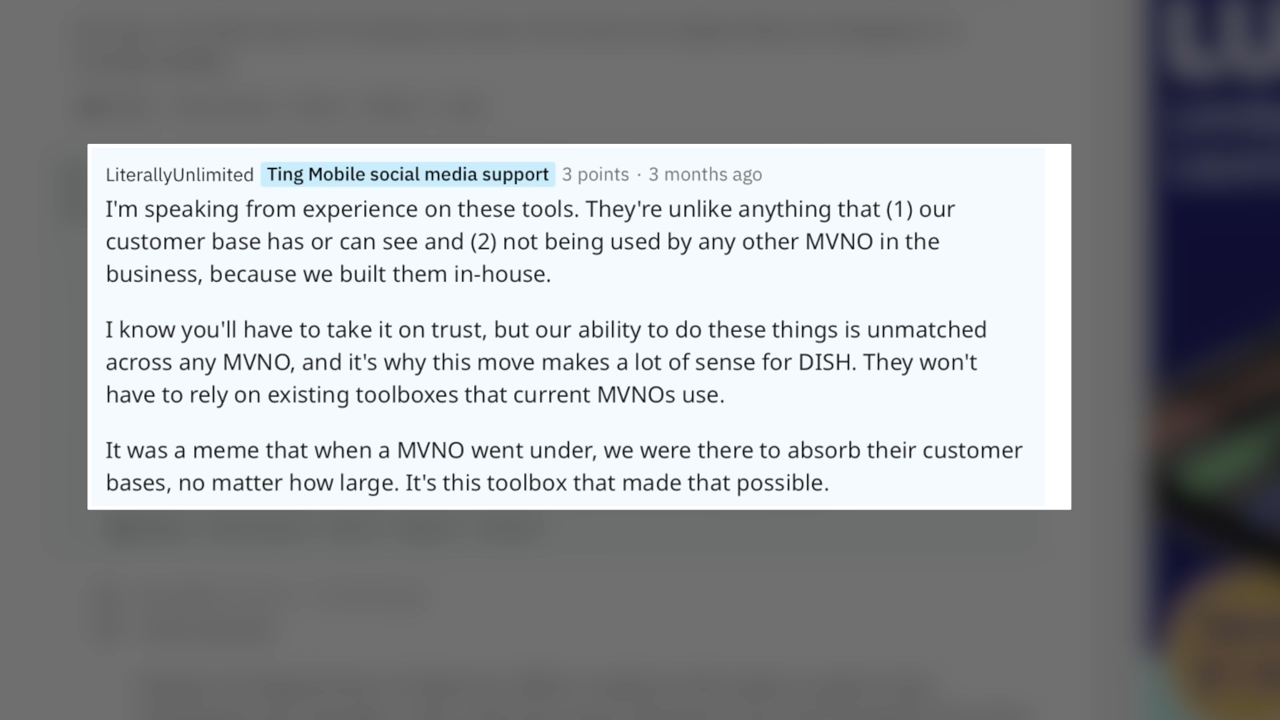 LiterallyUnlimited Ting Mobile social media support 3 points · 3 months ago
I'm speaking from experience on these tools. They're unlike anything that (1) our
customer base has or can see and (2) not being used by any other MVNO in the
business, because we built them in-house.
I know you'll have to take it on trust, but our ability to do these things is unmatched
across any MVNO, and it's why this move makes a lot of sense for DISH. They won't
have to rely on existing toolboxes that current MVNOs use.
It was a meme that when a MVNO went under, we were there to absorb their customer
bases, no matter how large. It's this toolbox that made that possible.